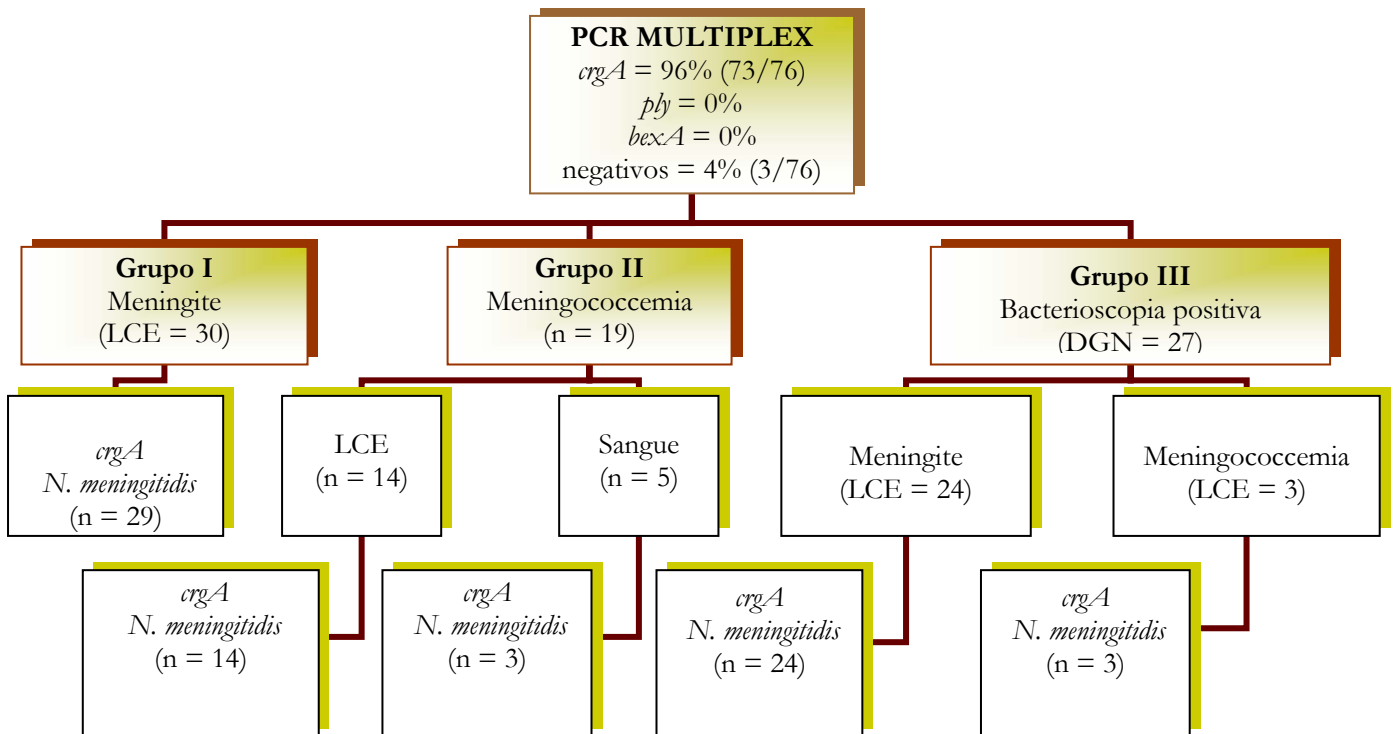 PCR MULTIPLEX
crgA = 96% (73/76)
ply = 0%
bexA = 0%
negativos = 4% (3/76)
Grupo I
Meningite
(LCE = 30)
Grupo II
Meningococcemia
(n = 19)
Grupo III
Bacterioscopia positiva
(DGN = 27)
crgA
N. meningitidis
(n = 29)
LCE
(n = 14)
Sangue
(n = 5)
Meningite
(LCE = 24)
Meningococcemia
(LCE = 3)
crgA
N. meningitidis
(n = 14)
crgA
N. meningitidis
(n = 3)
crgA
N. meningitidis
(n = 24)
crgA
N. meningitidis
(n = 3)